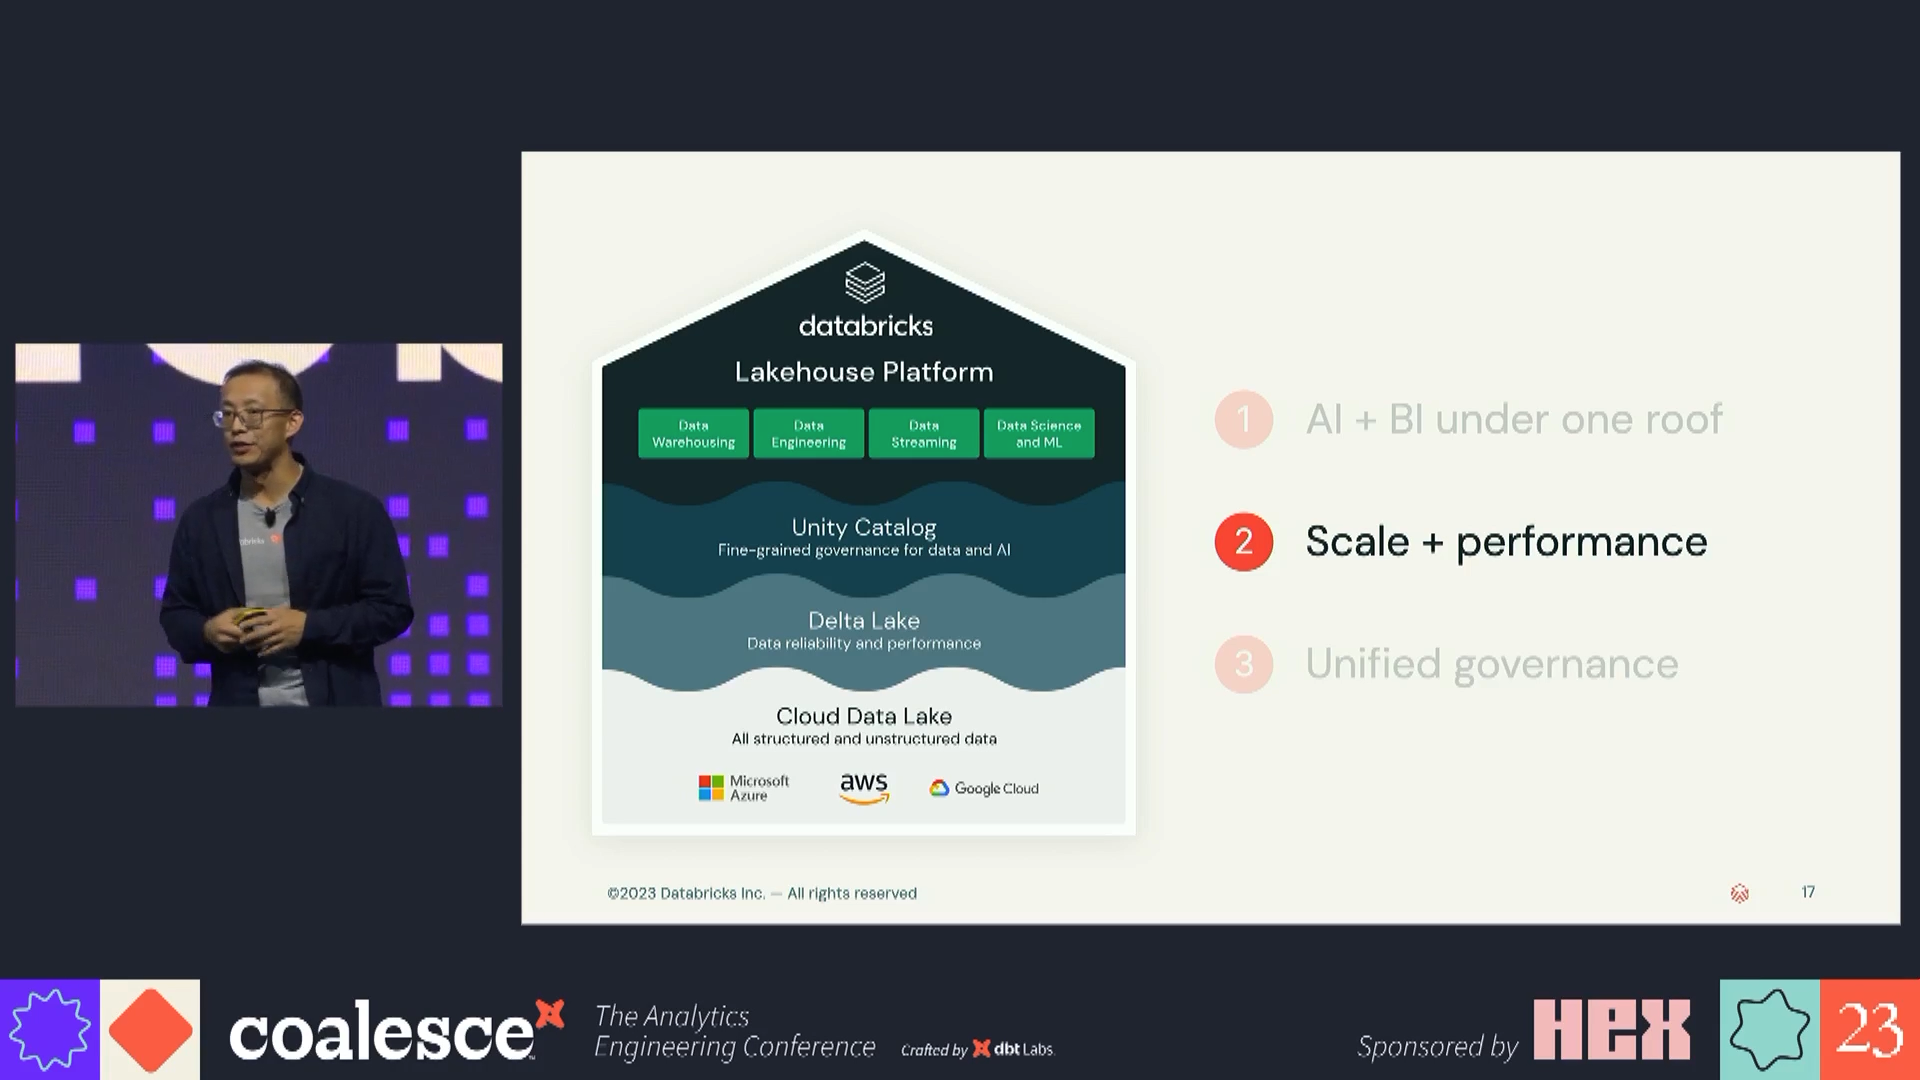 databricks
Lakehouse Platform
Data
Warehousing
Data
Engineering
Data
Streaming
Data Science
and ML
Unity Catalog
Fine-grained governance for data and AI
Delta Lake
Data reliability and performance
Cloud Data Lake
All structured and unstructured data
Microsoft
Azure
aws
Google Cloud
1 AI + BI under one roof
2 Scale + performance
3 Unified governance
©2023 Databricks Inc. — All rights reserved
17
coalesce
The Analytics
Engineering Conference
Crafted by dbt Labs.
Sponsored by HEX
23